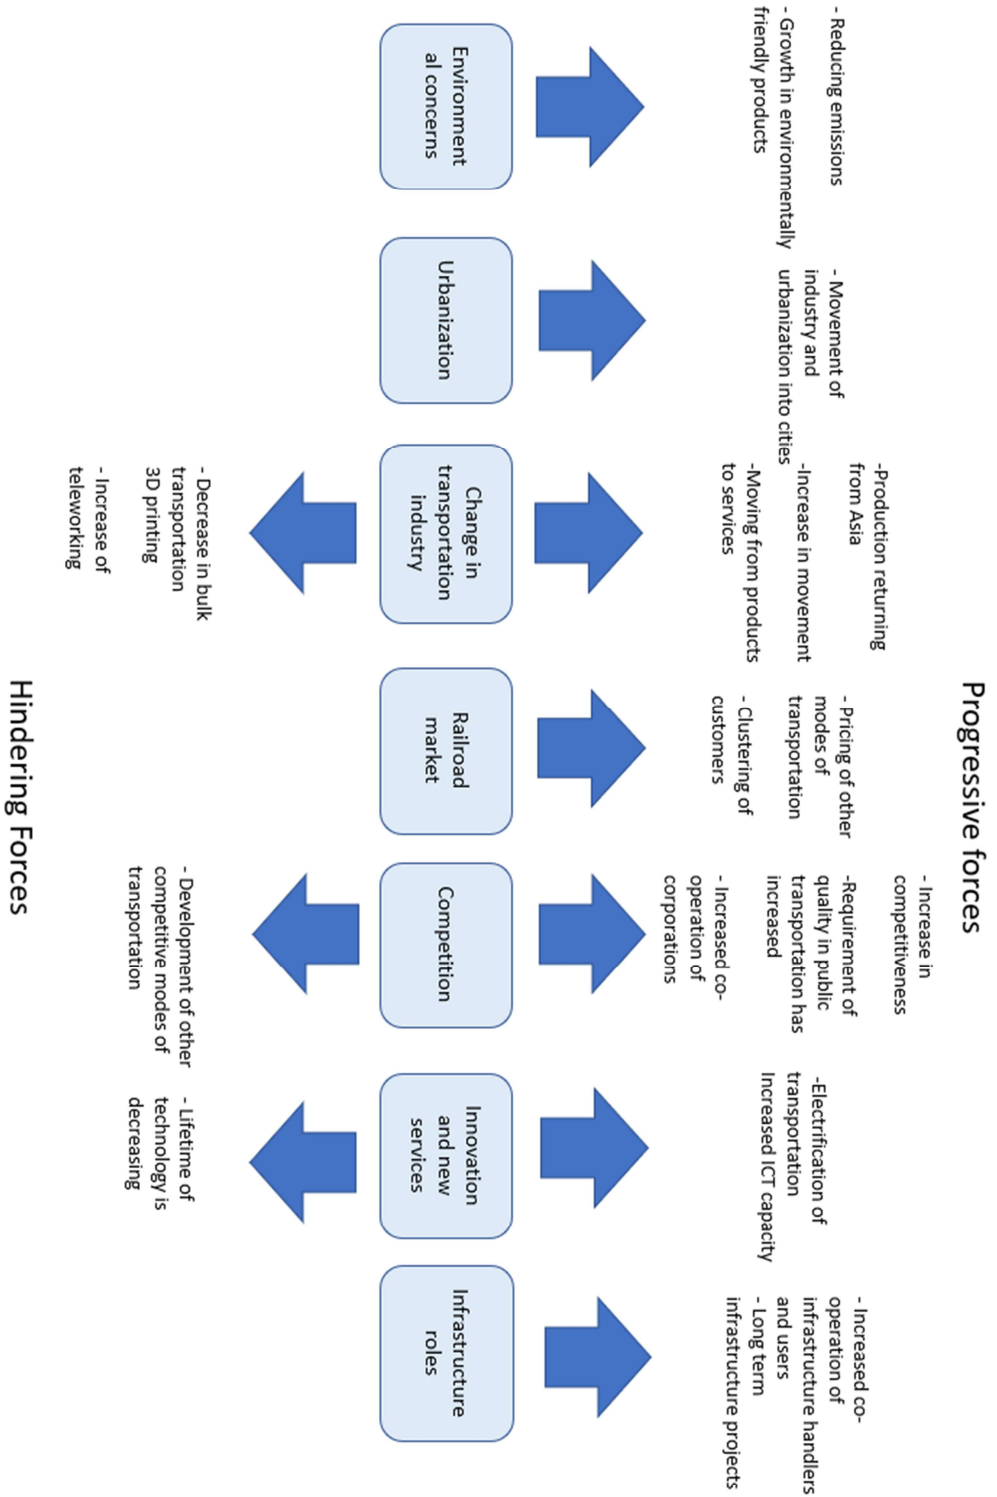 Progressive forces
- Reducing emissions
- Growth in environmentally
friendly products
- Movement of
industry and
urbanization into cities
-Production returning
from Asia
-Increase in movement
-Moving from products
to services
- Pricing of other
modes of
transportation
- Clustering of
customers
- Increase in
competitiveness
-Requirement of
quality in public
transportation has
increased
- Increased co-
operation of
corporations
-Electrification of
transportation
Increased ICT capacity
- Increased co-
operation of
infrastructure handlers
and users
- Long term
infrastructure projects
Environment
al concerns
Urbanization
Change in
transportation
industry
Railroad
market
Competition
Innovation
and new
services
Infrastructure
roles
- Decrease in bulk
transportation
3D printing
- Increase of
teleworking
- Development of other
competitive modes of
transportation
- Lifetime of
technology is
decreasing
Hindering Forces